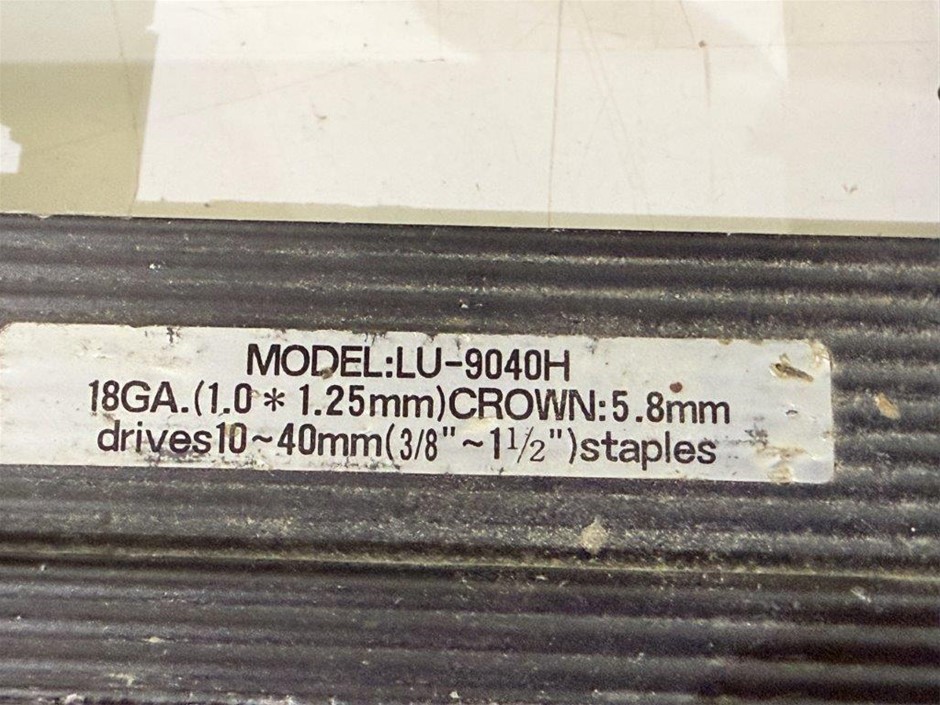 MODEL:LU-9040H
18GA.(1.0*1.25mm)CROWN:5.8mm
drives10~40mm(3/8"~1½")staples